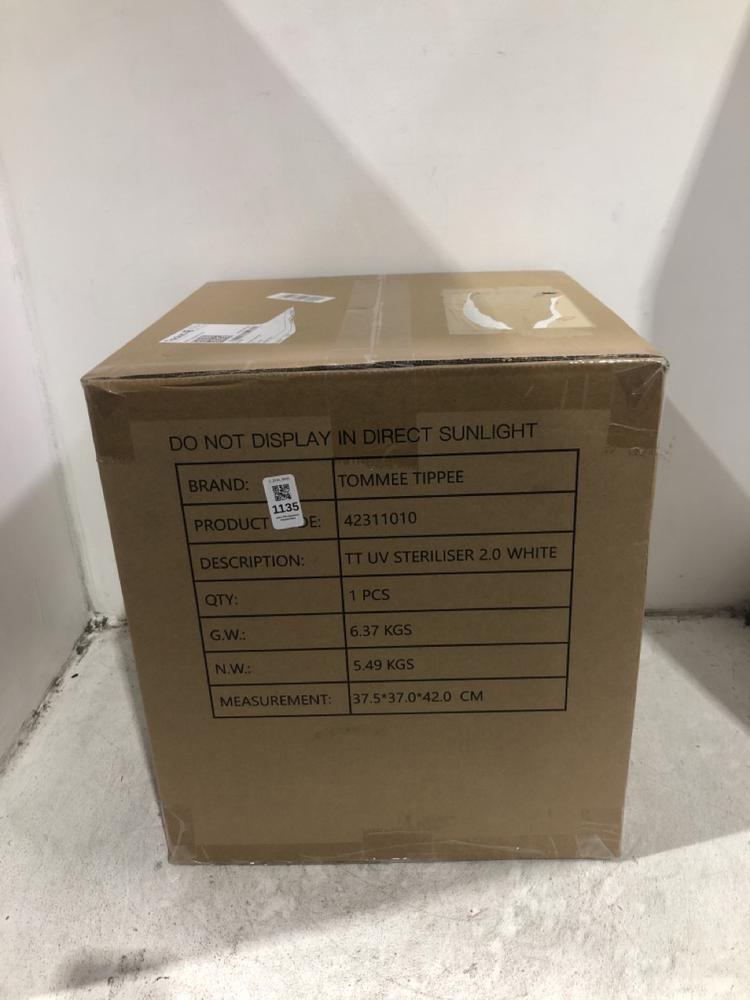 DO NOT DISPLAY IN DIRECT SUNLIGHT
BRAND: TOMMEE TIPPEE
1135
PRODUCT DE: 42311010
DESCRIPTION: TT UV STERILISER 2.0 WHITE
QTY: 1 PCS
G.W.: 6.37 KGS
N.W.: 5.49 KGS
MEASUREMENT: 37.5*37.0*42.0 CM